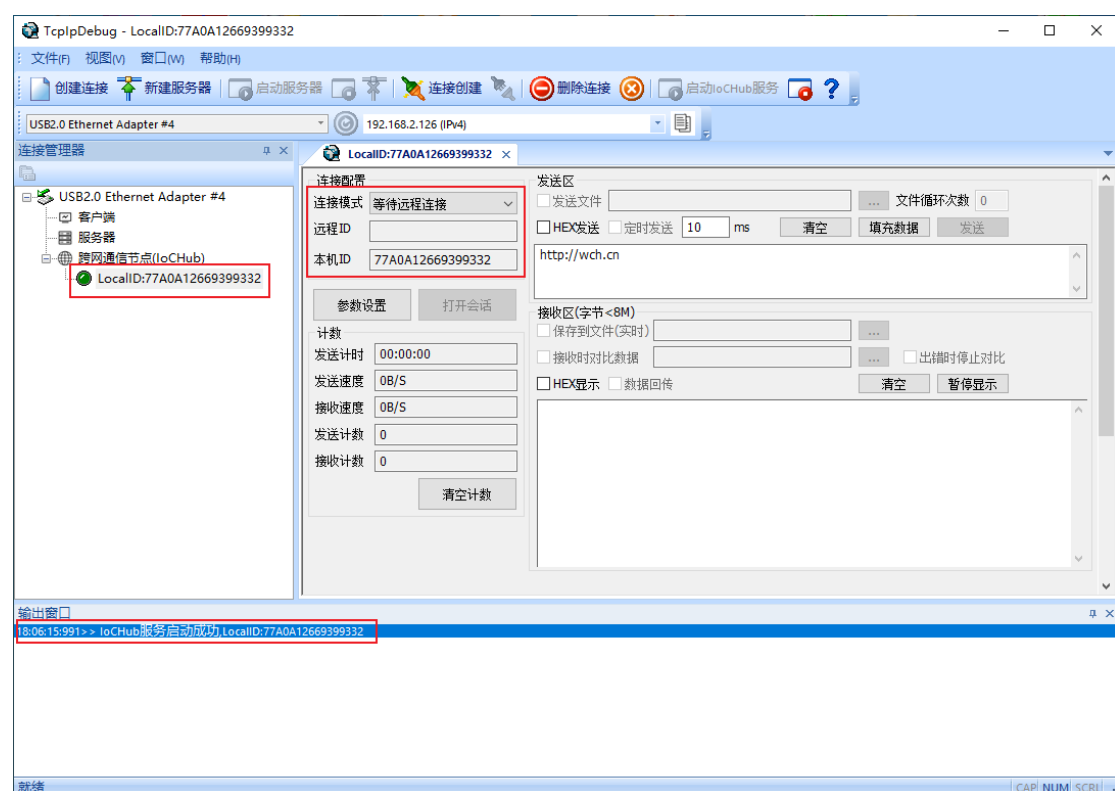 TcpIpDebug - LocalID:77A0A12669399332
文件(F) 视图(V) 窗口(W) 帮助(H)
创建连接 新建服务器 启动服务器 连接创建 删除连接 启动IoCHub服务
USB2.0 Ethernet Adapter #4 192.168.2.126 (IPv4)
连接管理器
USB2.0 Ethernet Adapter #4
客户端
服务器
跨网通信节点(IoCHub)
LocalID:77A0A12669399332
LocalID:77A0A12669399332
连接配置
连接模式 等待远程连接
远程ID
本机ID 77A0A12669399332
参数设置 打开会话
计数
发送计时 00:00:00
发送速度 0B/S
接收速度 0B/S
发送计数 0
接收计数 0
清空计数
发送区
发送文件 ... 文件循环次数 0
HEX发送 定时发送 10 ms 清空 填充数据 发送
http://wch.cn
接收区(字节<8M)
保存到文件(实时) ...
接收时对比数据 ... 出错时停止对比
HEX显示 数据回传 清空 暂停显示
输出窗口
18:06:15:991>> IoCHub服务启动成功,LocalID:77A0A12669399332
就绪 CAP NUM SCRL